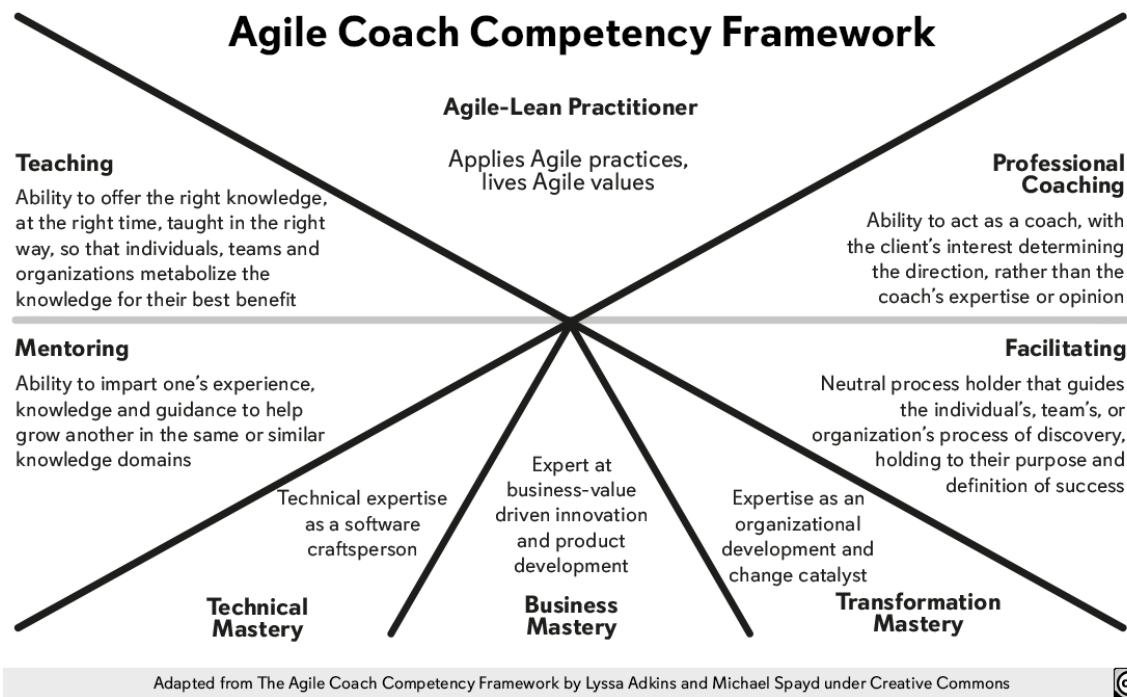 Agile Coach Competency Framework
Agile-Lean Practitioner
Applies Agile practices,
lives Agile values
Teaching
Ability to offer the right knowledge,
at the right time, taught in the right
way, so that individuals, teams and
organizations metabolize the
knowledge for their best benefit
Professional
Coaching
Ability to act as a coach, with
the client's interest determining
the direction, rather than the
coach's expertise or opinion
Mentoring
Ability to impart one's experience,
knowledge and guidance to help
grow another in the same or similar
knowledge domains
Facilitating
Neutral process holder that guides
the individual's, team's, or
organization's process of discovery,
holding to their purpose and
definition of success
Technical expertise
as a software
craftsperson
Technical
Mastery
Expert at
business-value
driven innovation
and product
development
Business
Mastery
Expertise as an
organizational
development and
change catalyst
Transformation
Mastery
Adapted from The Agile Coach Competency Framework by Lyssa Adkins and Michael Spayd under Creative Commons